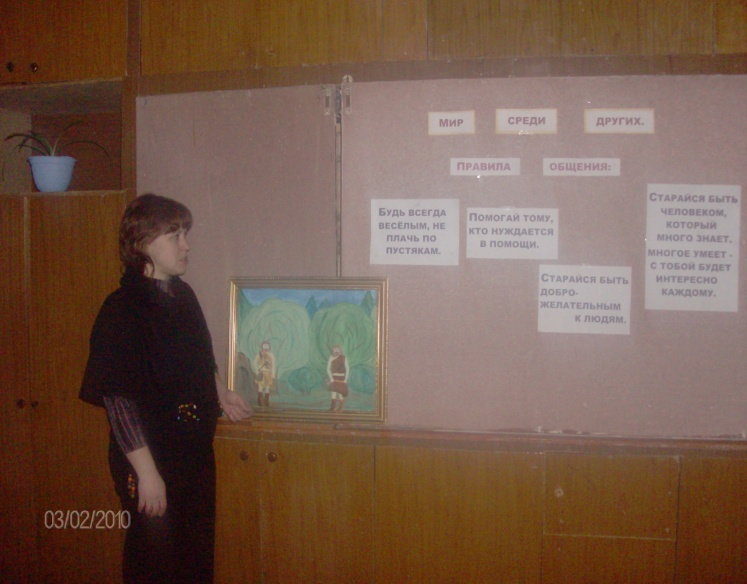 МИР СРЕДИ ДРУГИХ.
ПРАВИЛА ОБЩЕНИЯ:
БУДЬ ВСЕГДА
ВЕСЁЛЫМ, НЕ
ПЛАЧЬ ПО
ПУСТЯКАМ.
ПОМОГАЙ ТОМУ,
КТО НУЖДАЕТСЯ
В ПОМОЩИ.
СТАРАЙСЯ БЫТЬ
ДОБРО-
ЖЕЛАТЕЛЬНЫМ
К ЛЮДЯМ.
СТАРАЙСЯ БЫТЬ
ЧЕЛОВЕКОМ,
КОТОРЫЙ
МНОГО ЗНАЕТ,
МНОГОЕ УМЕЕТ -
С ТОБОЙ БУДЕТ
ИНТЕРЕСНО
КАЖДОМУ.
03/02/2010